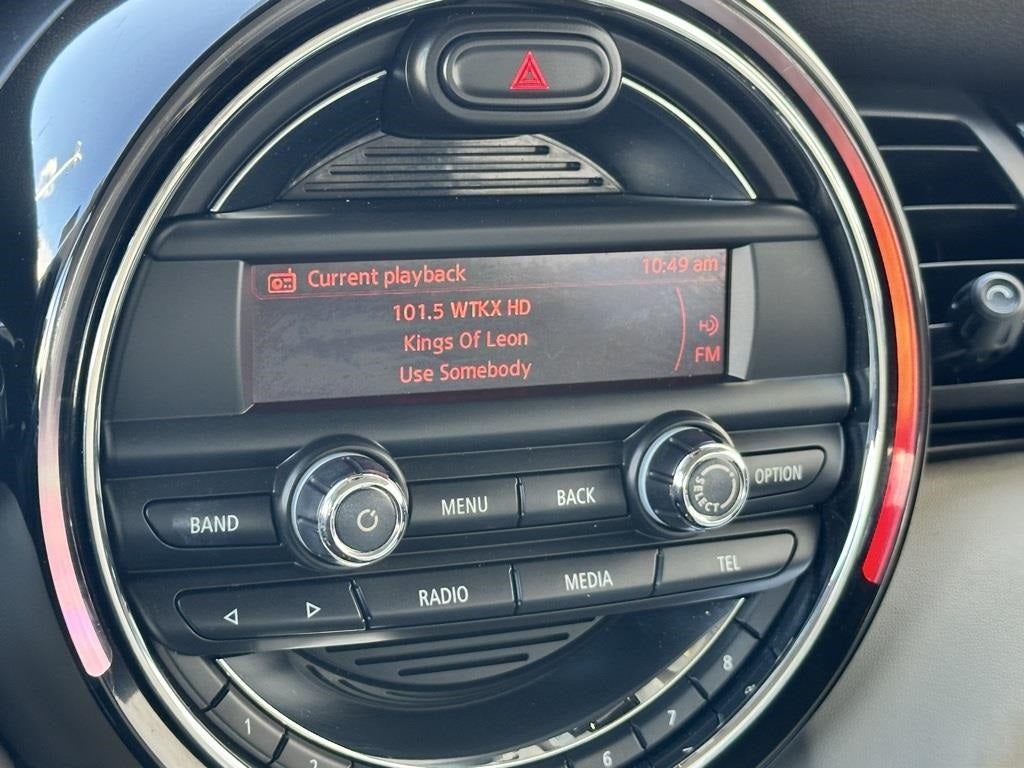 Current playback 10:49 am
101.5 WTKX HD
Kings Of Leon
Use Somebody
FM
BAND MENU BACK SELECT OPTION
RADIO MEDIA TEL
1 2 6 7 8